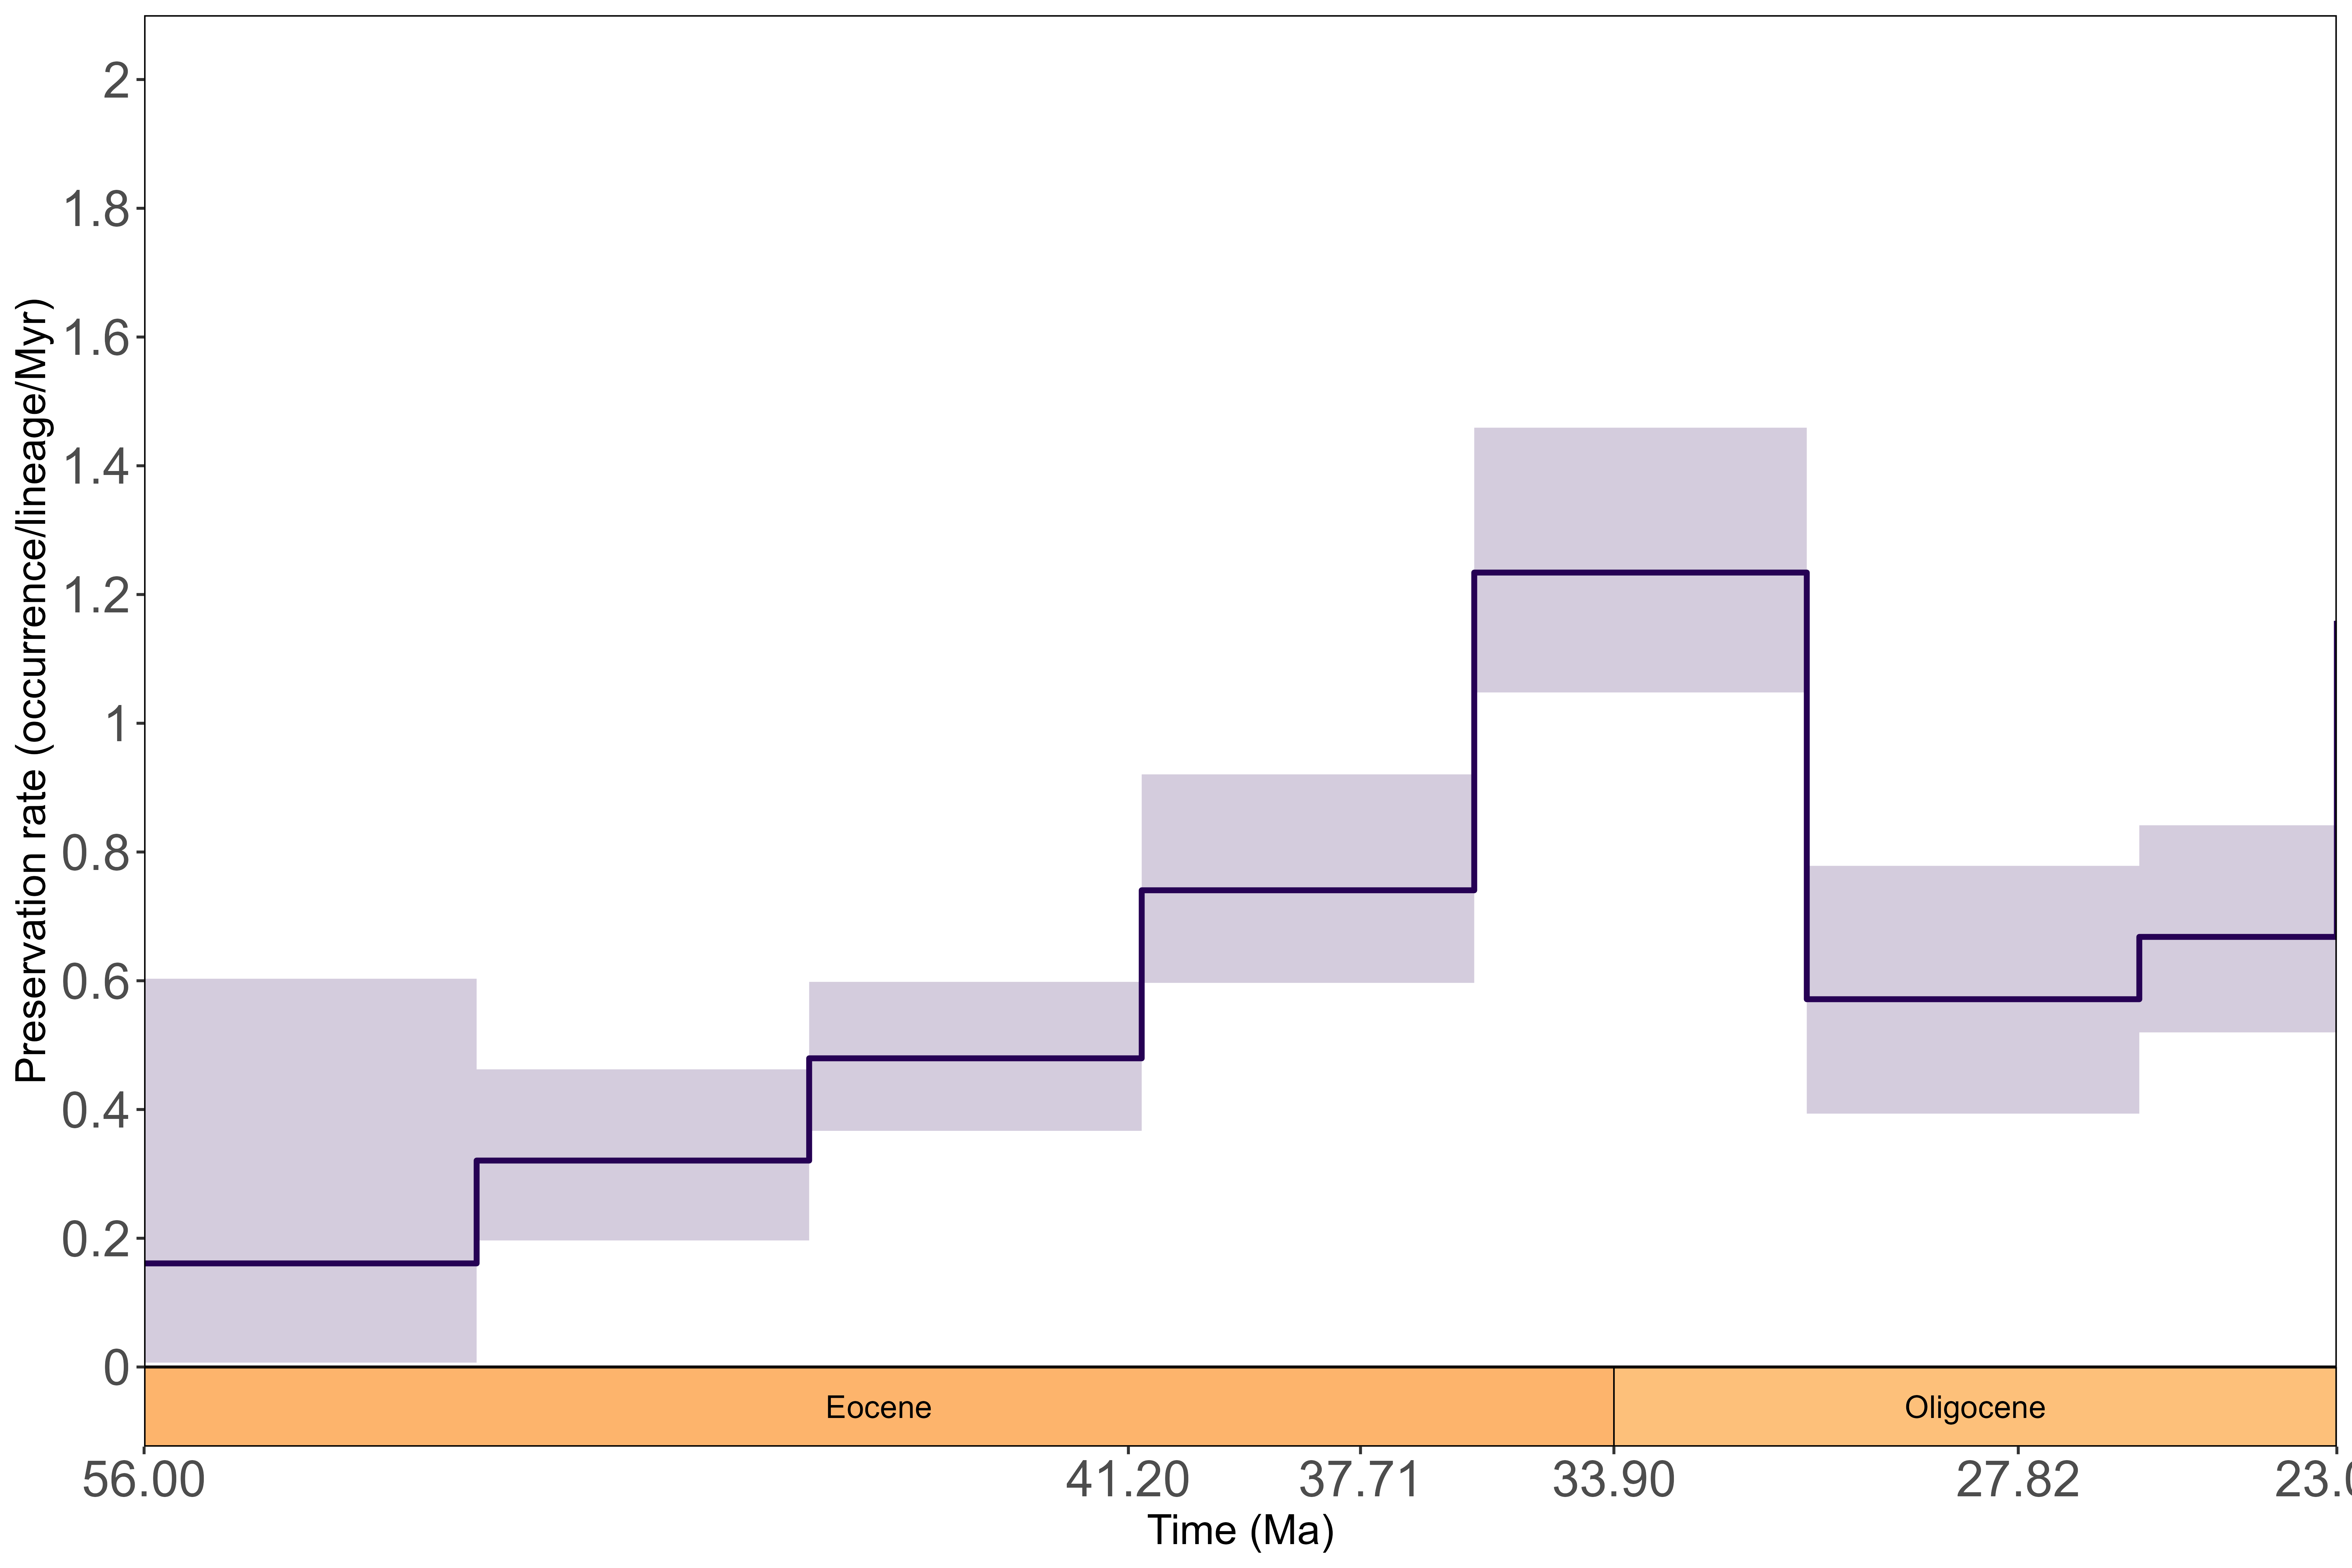 Preservation rate (occurrence/lineage/Myr)
2
1.8
1.6
1.4
1.2
1
0.8
0.6
0.4
0.2
0
Eocene Oligocene
56.00 41.20 37.71 33.90 27.82 23.0
Time (Ma)